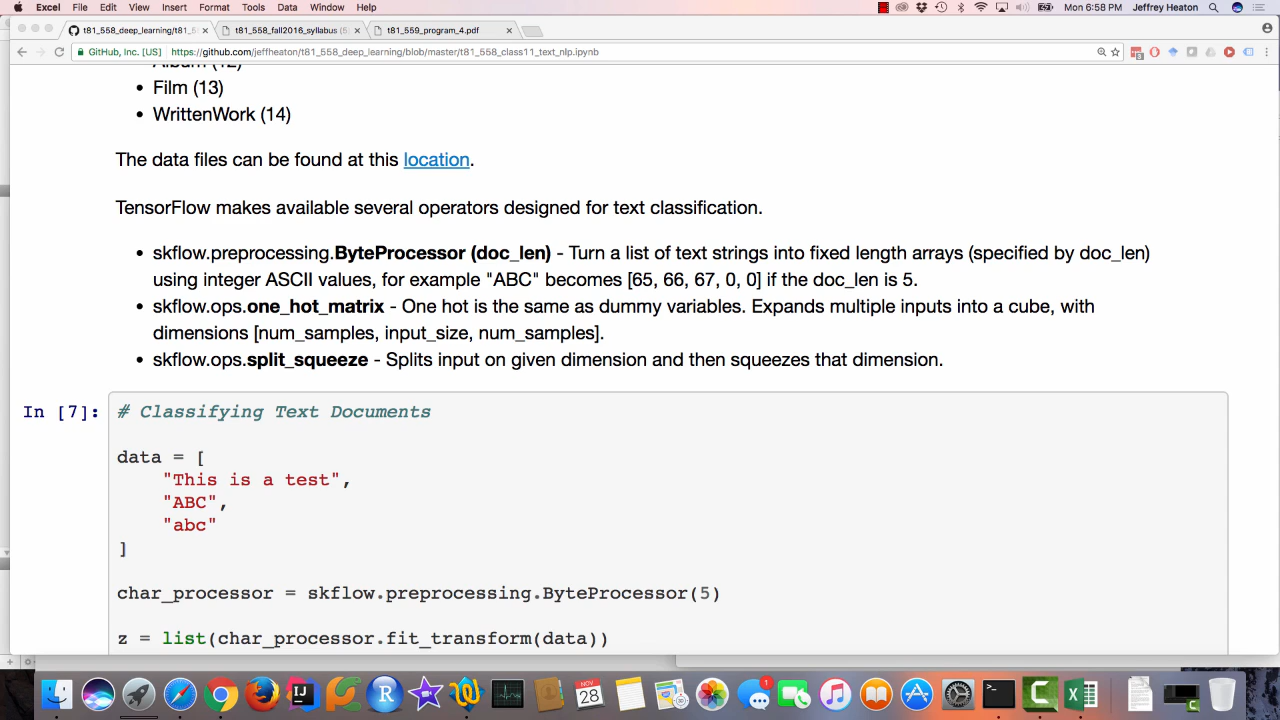 Excel File Edit View Insert Format Tools Data Window Help Mon 6:58 PM Jeffrey Heaton
t81_558_deep_learning/t81_5 t81_558_fall2016_syllabus (5 t81_559_program_4.pdf
GitHub, Inc. [US] https://github.com/jeffheaton/t81_558_deep_learning/blob/master/t81_558_class11_text_nlp.ipynb
Album (12)
Film (13)
WrittenWork (14)
The data files can be found at this location.
TensorFlow makes available several operators designed for text classification.
skflow.preprocessing.ByteProcessor (doc_len) - Turn a list of text strings into fixed length arrays (specified by doc_len)
using integer ASCII values, for example "ABC" becomes [65, 66, 67, 0, 0] if the doc_len is 5.
skflow.ops.one_hot_matrix - One hot is the same as dummy variables. Expands multiple inputs into a cube, with
dimensions [num_samples, input_size, num_samples].
skflow.ops.split_squeeze - Splits input on given dimension and then squeezes that dimension.
In [7]: # Classifying Text Documents
data = [
"This is a test",
"ABC",
"abc"
]
char_processor = skflow.preprocessing.ByteProcessor(5)
z = list(char_processor.fit_transform(data))
NOV
28
1